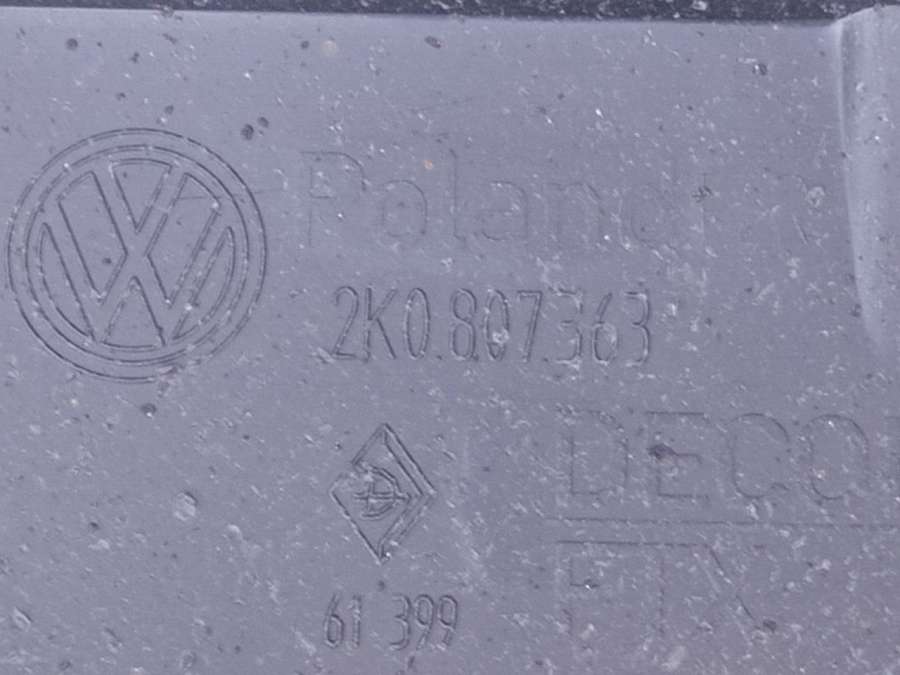 Poland
2K0.807.363
DECO
61 399